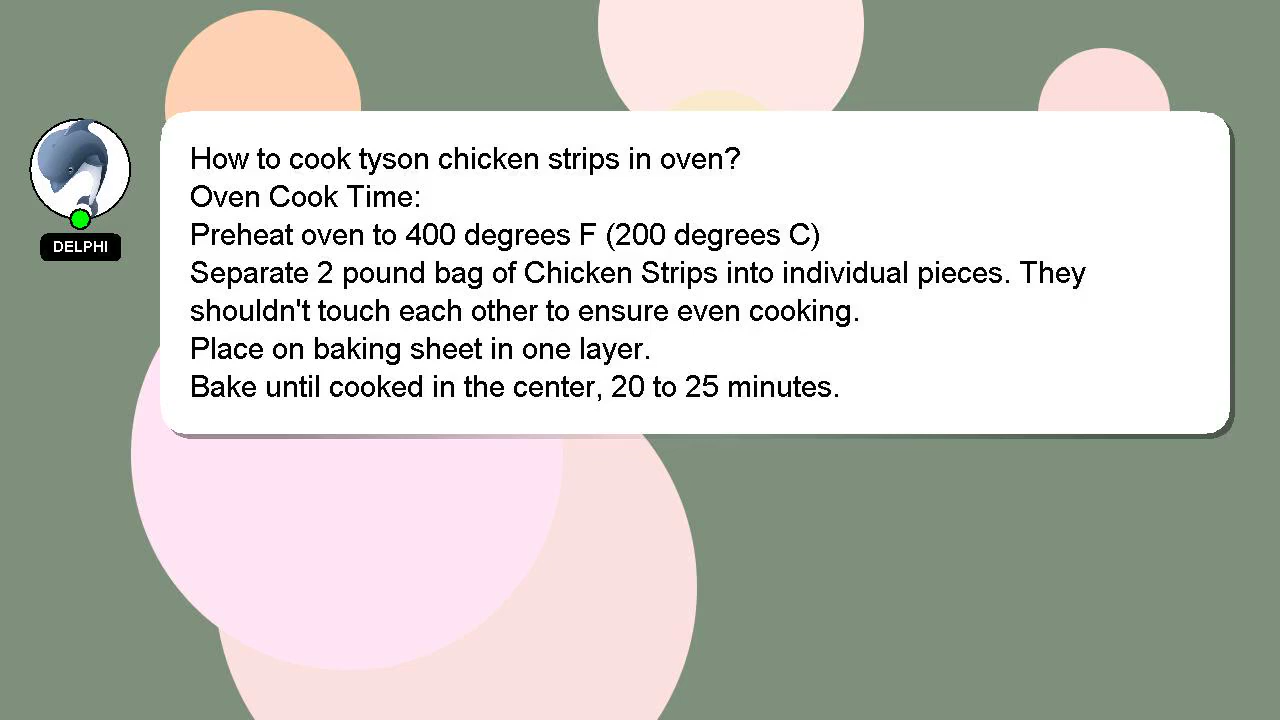 How to cook tyson chicken strips in oven?
Oven Cook Time:
Preheat oven to 400 degrees F (200 degrees C)
Separate 2 pound bag of Chicken Strips into individual pieces. They
shouldn't touch each other to ensure even cooking.
Place on baking sheet in one layer.
Bake until cooked in the center, 20 to 25 minutes.
DELPHI